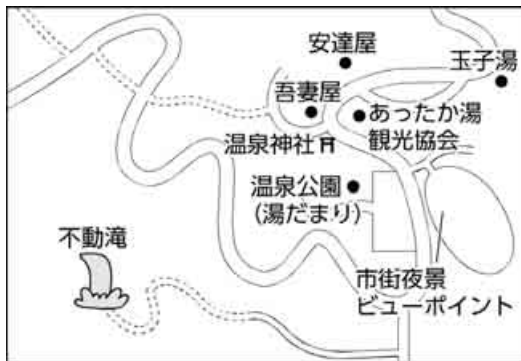 安達屋
玉子湯
吾妻屋
あったか湯
観光協会
温泉神社
温泉公園
(湯だまり)
不動滝
市街夜景
ビューポイント